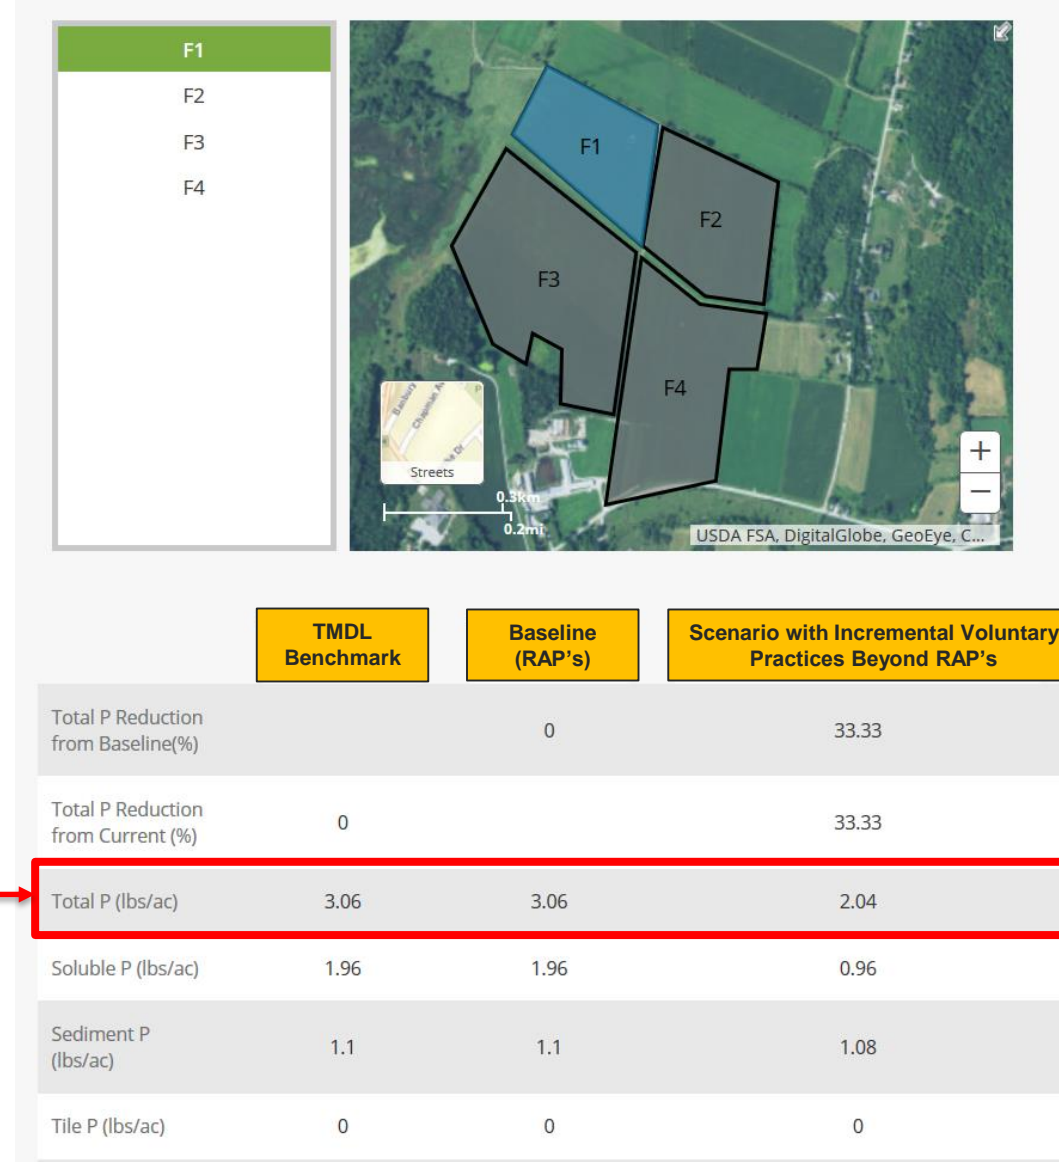 F1
F2
F3
F4
F1
F2
F3
F4
Streets
0.3km
0.2mi
+
−
USDA FSA, DigitalGlobe, GeoEye, C...
TMDL
Benchmark
Baseline
(RAP's)
Scenario with Incremental Voluntary
Practices Beyond RAP's
Total P Reduction
from Baseline(%)
0
33.33
Total P Reduction
from Current (%)
0
33.33
Total P (lbs/ac)
3.06
3.06
2.04
Soluble P (lbs/ac)
1.96
1.96
0.96
Sediment P
(lbs/ac)
1.1
1.1
1.08
Tile P (lbs/ac)
0
0
0